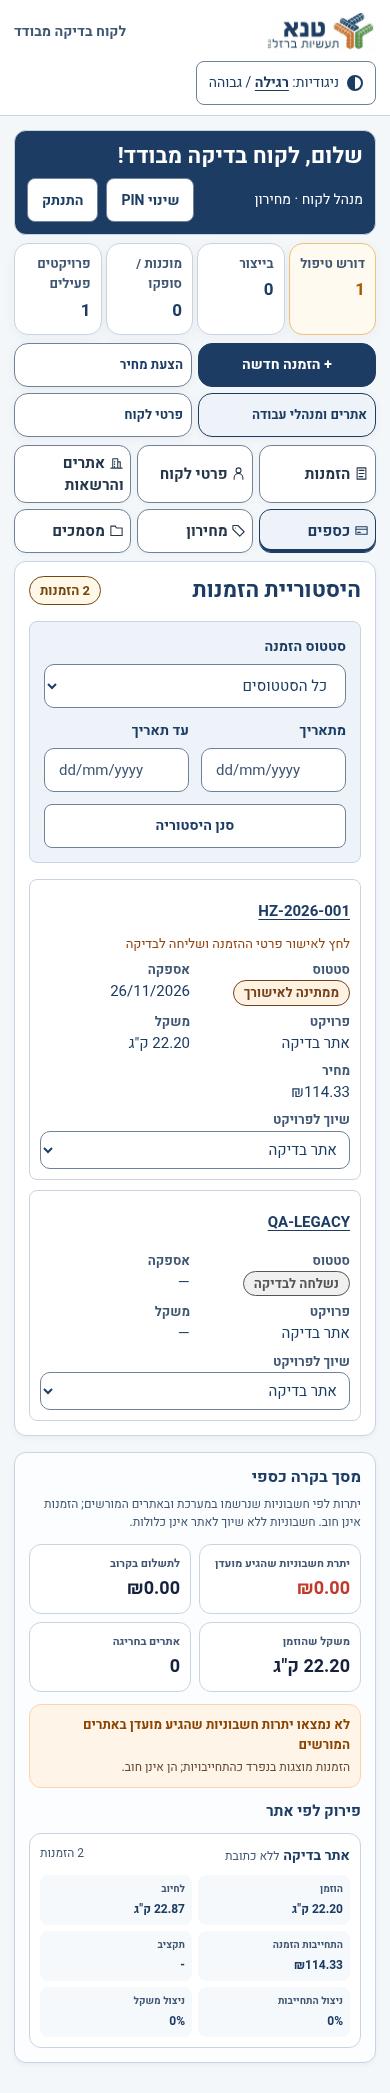 טנא
תעשיות ברזל
לקוח בדיקה מבודד
ניגודיות: רגילה / גבוהה
שלום, לקוח בדיקה מבודד!
מנהל לקוח · מחירון
שינוי PIN
התנתק
דורש טיפול
1
בייצור
0
מוכנות / סופקו
0
פרויקטים פעילים
1
+ הזמנה חדשה
הצעת מחיר
אתרים ומנהלי עבודה
פרטי לקוח
הזמנות
פרטי לקוח
אתרים והרשאות
כספים
מחירון
מסמכים
היסטוריית הזמנות
2 הזמנות
סטטוס הזמנה
כל הסטטוסים
מתאריך
עד תאריך
dd/mm/yyyy
dd/mm/yyyy
סנן היסטוריה
HZ-2026-001
לחץ לאישור פרטי ההזמנה ושליחה לבדיקה
סטטוס
אספקה
ממתינה לאישורך
26/11/2026
פרויקט
משקל
אתר בדיקה
22.20 ק"ג
מחיר
₪114.33
שיוך לפרויקט
אתר בדיקה
QA-LEGACY
סטטוס
אספקה
נשלחה לבדיקה
—
פרויקט
משקל
אתר בדיקה
—
שיוך לפרויקט
אתר בדיקה
מסך בקרה כספי
יתרות לפי חשבוניות שנרשמו במערכת ובאתרים המורשים; הזמנות
אינן חוב. חשבוניות ללא שיוך לאתר אינן כלולות.
יתרת חשבוניות שהגיע מועדן
₪0.00
לתשלום בקרוב
₪0.00
משקל שהוזמן
22.20 ק"ג
אתרים בחריגה
0
לא נמצאו יתרות חשבוניות שהגיע מועדן באתרים
המורשים
הזמנות מוצגות בנפרד כהתחייבויות; הן אינן חוב.
פירוק לפי אתר
אתר בדיקה ללא כתובת
2 הזמנות
הוזמן
22.20 ק"ג
לחיוב
22.87 ק"ג
התחייבות הזמנה
₪114.33
תקציב
-
ניצול התחייבות
0%
ניצול משקל
0%